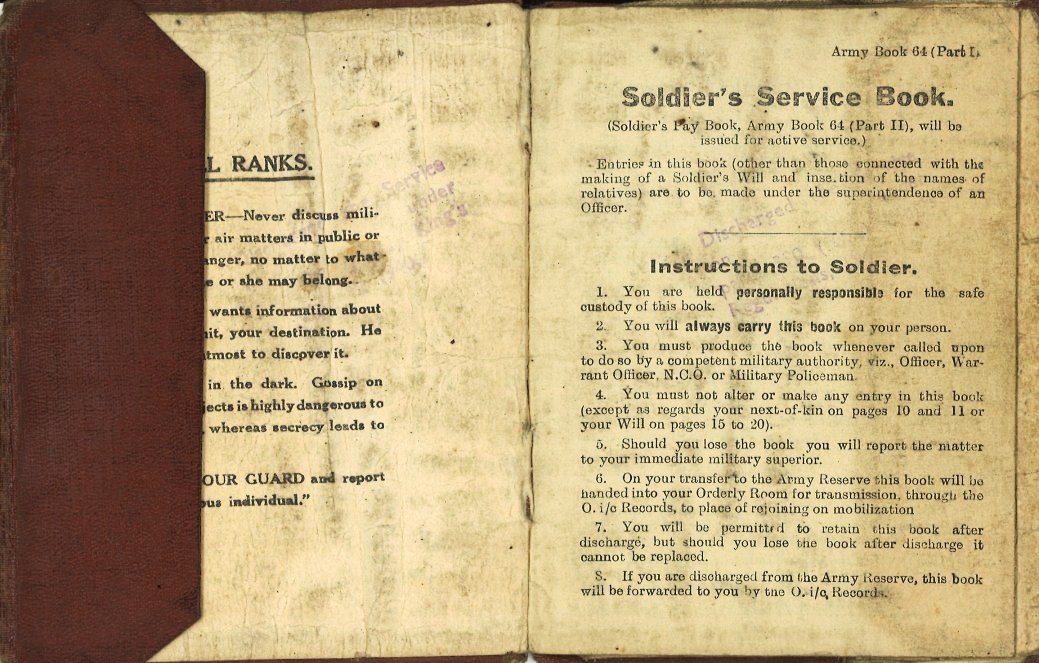 L RANKS.
ER—Never discuss mili-
r air matters in public or
anger, no matter to what
e or she may belong.
wants information about
nit, your destination. He
tmost to discover it.
in the dark. Gossip on
jects is highly dangerous to
, whereas secrecy leads to
OUR GUARD and report
ous individual."
Service
under
King's
Army Book 64 (Part I.
Soldier's Service Book.
(Soldier's Pay Book, Army Book 64 (Part II), will be
issued for active service.)
Entries in this book (other than those connected with the
making of a Soldier's Will and inse.tion of the names of
relatives) are to be made under the superintendence of an
Officer.
Discharged
Instructions to Soldier.
1. You are held personally responsible for the safe
custody of this book.
2. You will always carry this book on your person.
3. You must produce the book whenever called upon
to do so by a competent military authority, viz., Officer, War-
rant Officer, N.C.O. or Military Policeman.
4. You must not alter or make any entry in this book
(except as regards your next-of-kin on pages 10 and 11 or
your Will on pages 15 to 20).
5. Should you lose the book you will report the matter
to your immediate military superior.
6. On your transfer to the Army Reserve this book will be
handed into your Orderly Room for transmission, through the
O. i/c Records, to place of rejoining on mobilization
7. You will be permitted to retain this book after
discharge, but should you lose the book after discharge it
cannot be replaced.
8. If you are discharged from the Army Reserve, this book
will be forwarded to you by the O. i/c, Records.